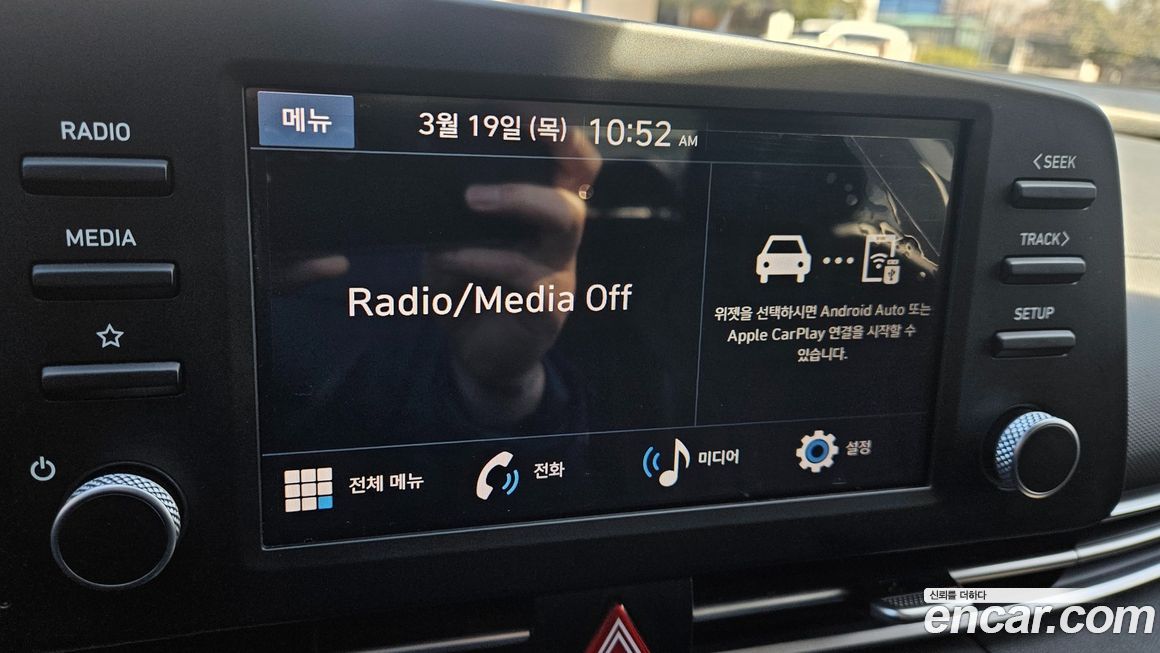 RADIO
MEDIA
메뉴
3월 19일 (목) 10:52 AM
Radio/Media Off
위젯을 선택하시면 Android Auto 또는
Apple CarPlay 연결을 시작할 수
있습니다.
전체 메뉴
전화
미디어
설정
<SEEK
TRACK>
SETUP
신뢰를 더하다
encar.com